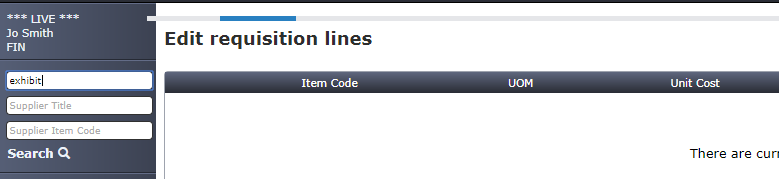 *** LIVE ***
Jo Smith
FIN
exhibit
Supplier Title
Supplier Item Code
Search
Edit requisition lines
Item Code UOM Unit Cost
There are